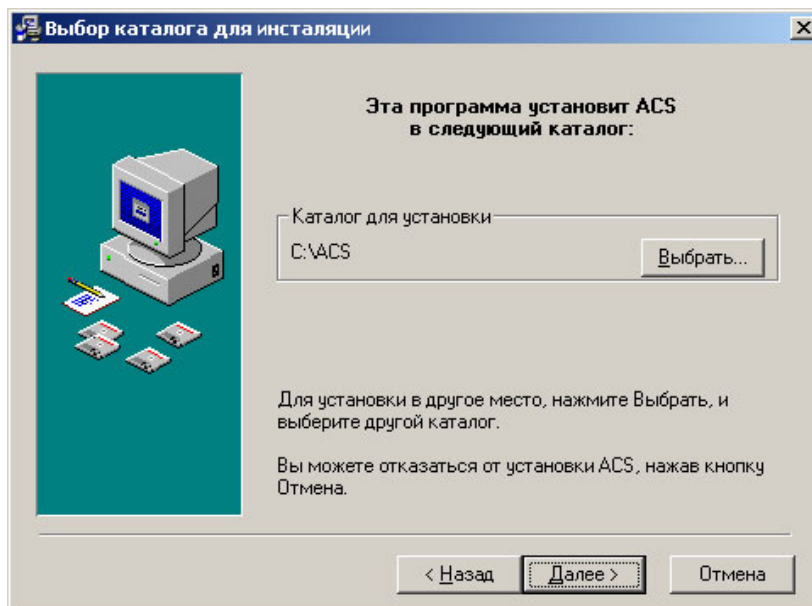 Выбор каталога для инсталяции
Эта программа установит ACS
в следующий каталог:
Каталог для установки
C:\ACS
Выбрать...
Для установки в другое место, нажмите Выбрать, и
выберите другой каталог.
Вы можете отказаться от установки ACS, нажав кнопку
Отмена.
< Назад
Далее >
Отмена